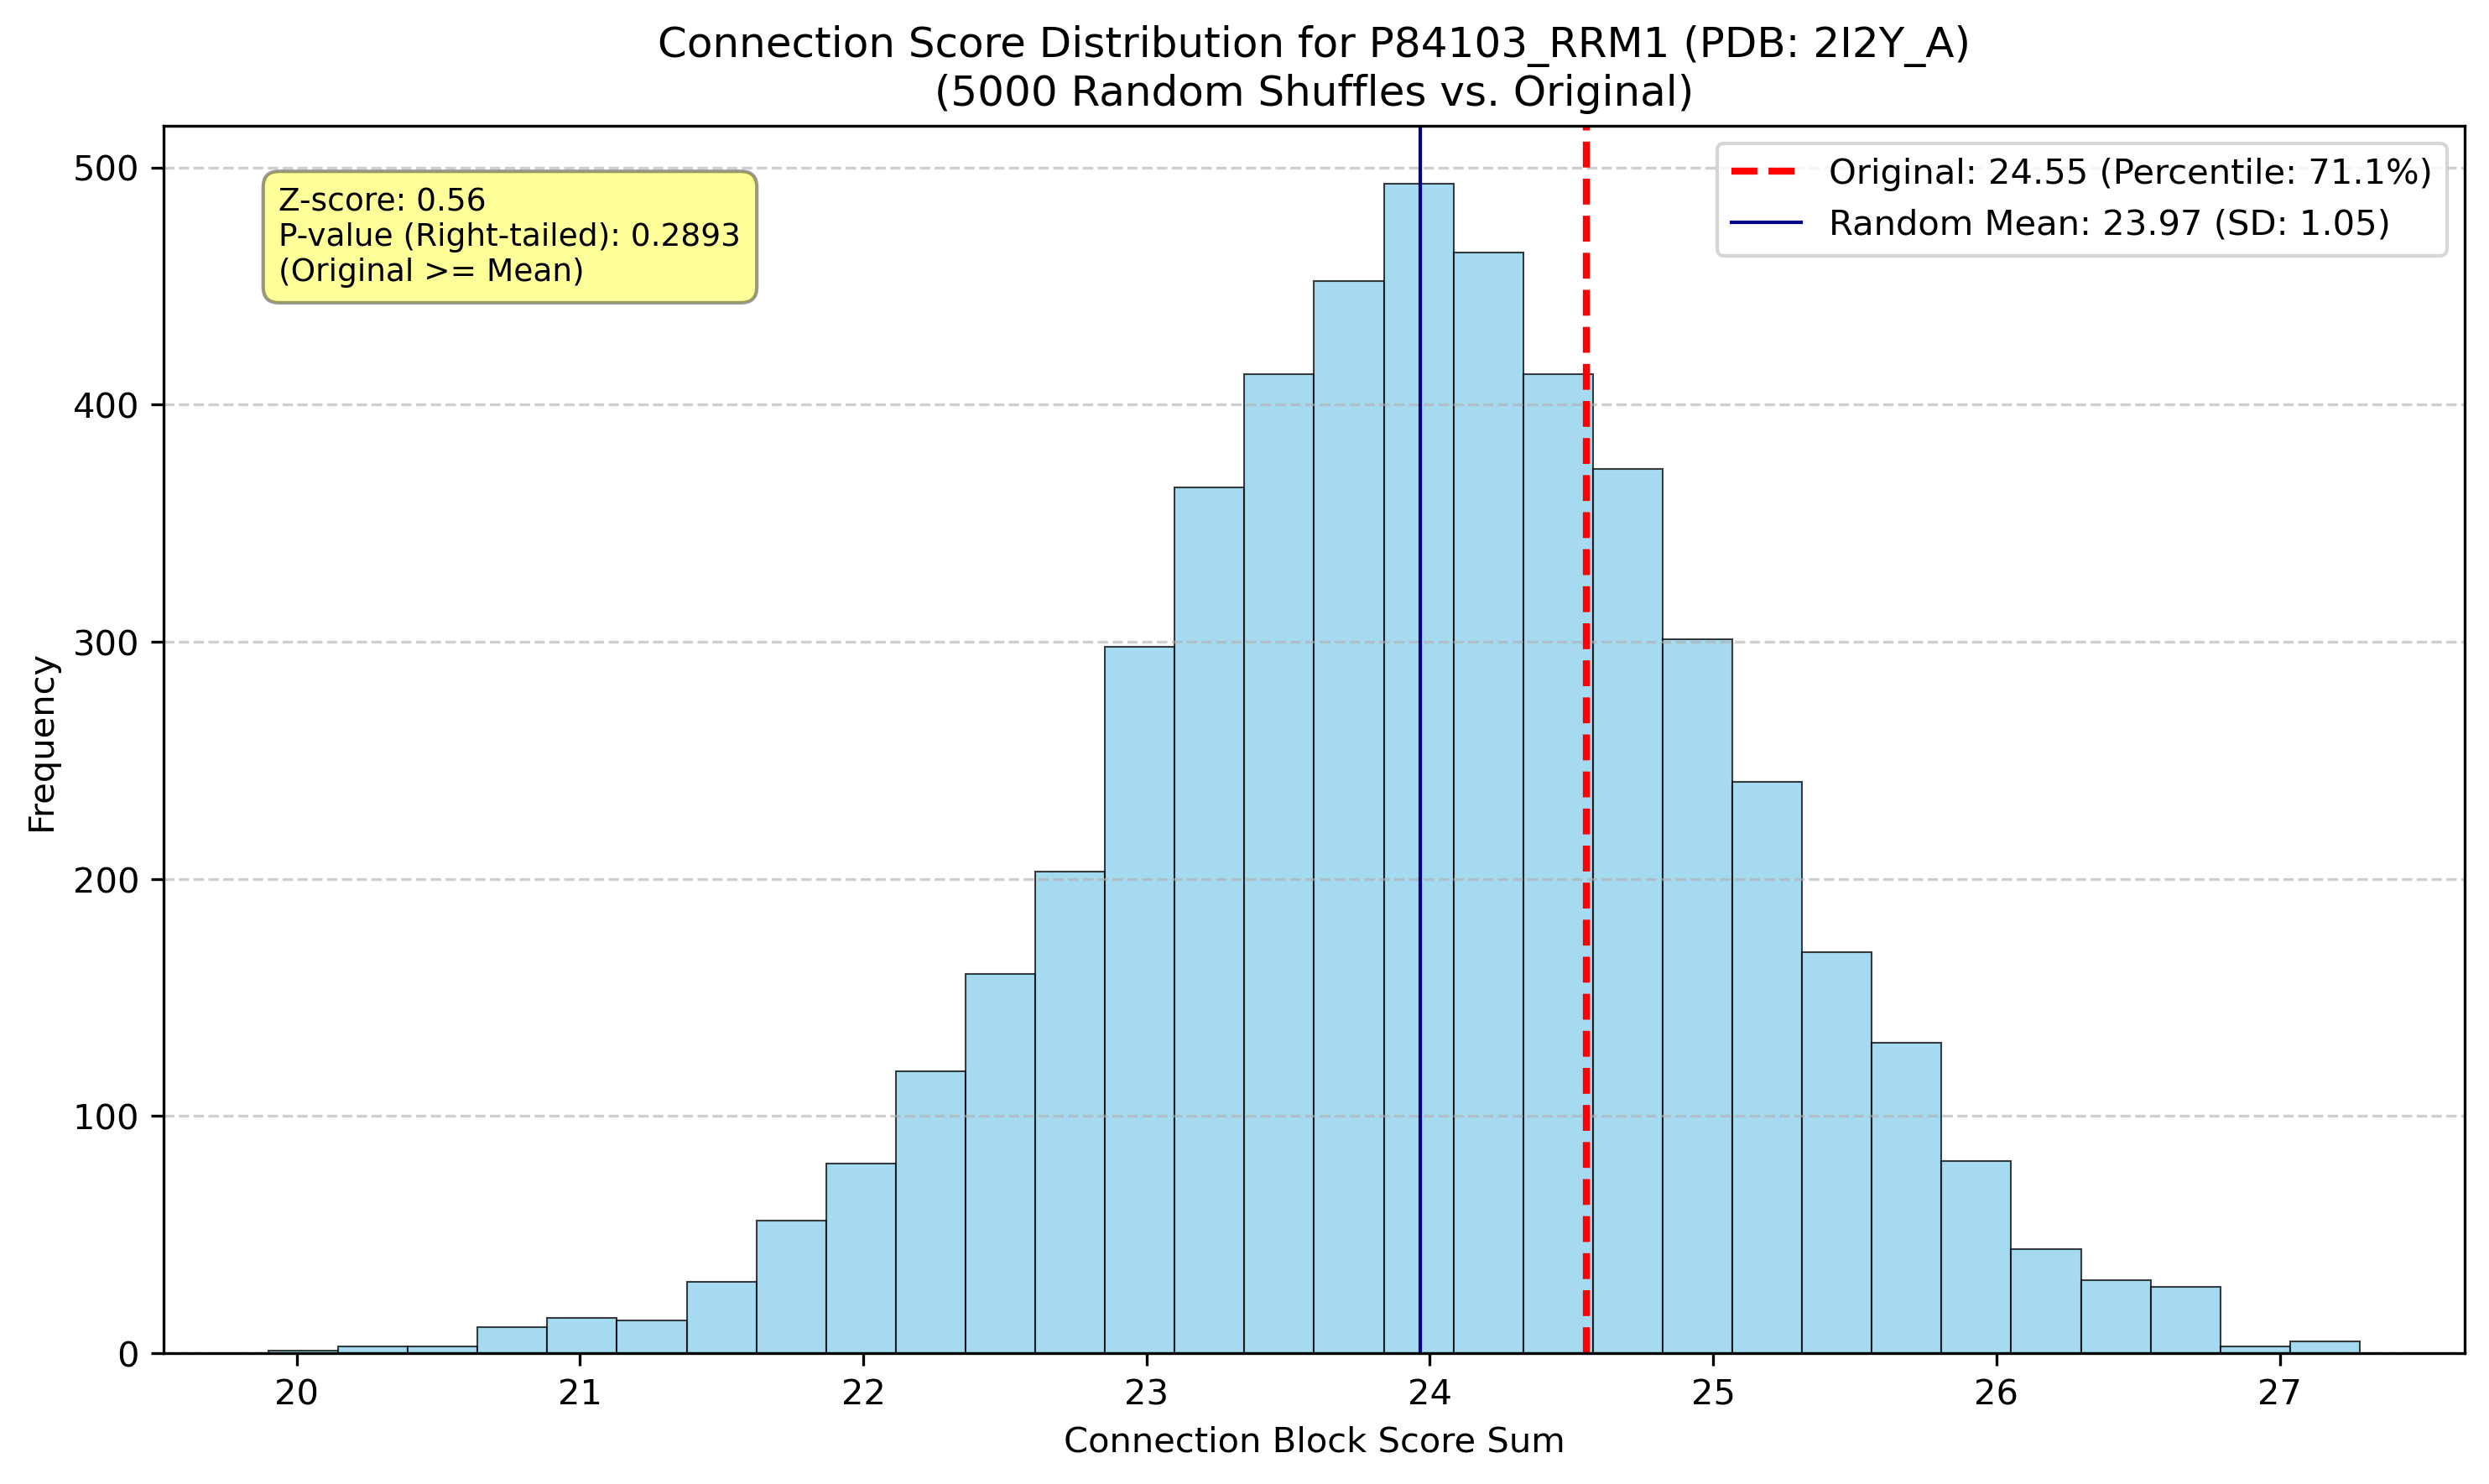 Connection Score Distribution for P84103_RRM1 (PDB: 2I2Y_A)
(5000 Random Shuffles vs. Original)
Z-score: 0.56
P-value (Right-tailed): 0.2893
(Original >= Mean)
Original: 24.55 (Percentile: 71.1%)
Random Mean: 23.97 (SD: 1.05)
Frequency
500
400
300
200
100
0
20
21
22
23
24
25
26
27
Connection Block Score Sum